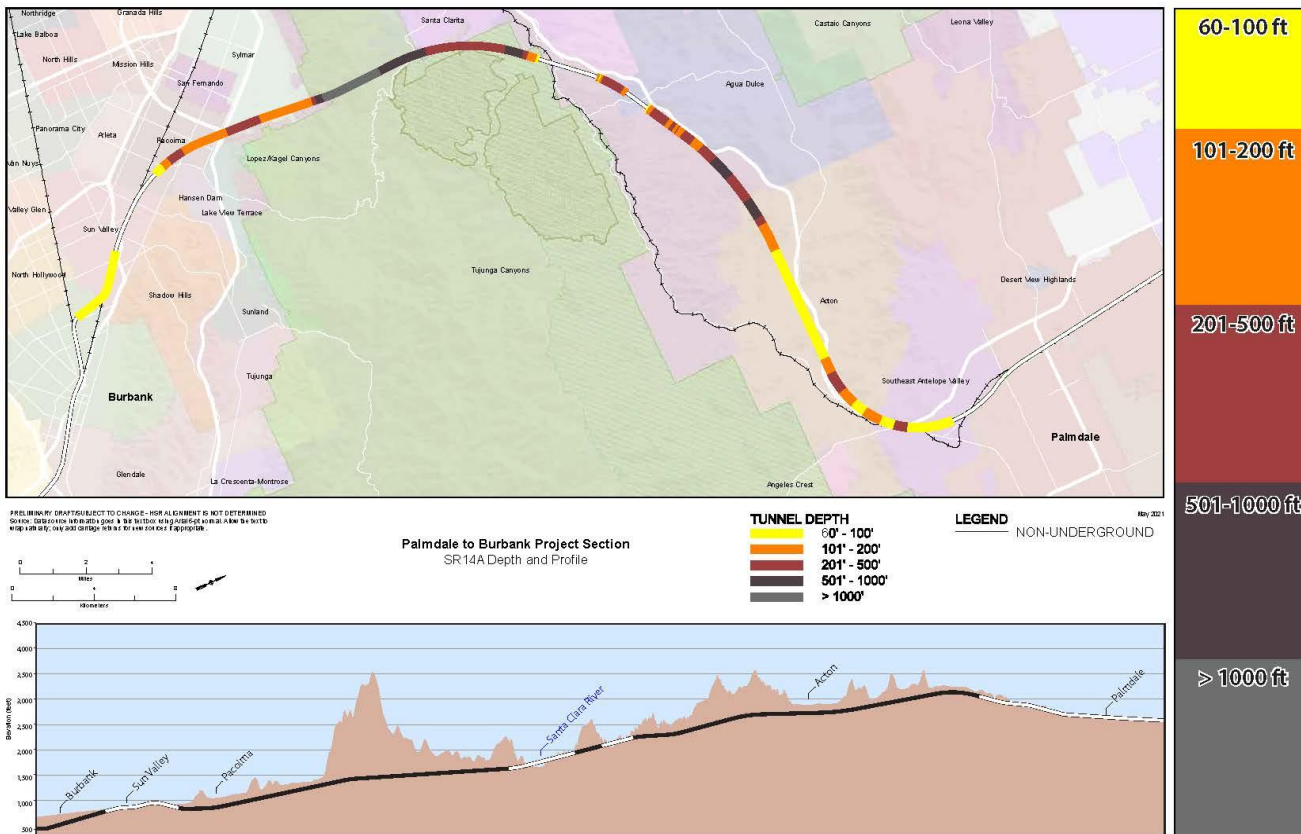 Northridge
Granada Hills
Lake Balboa
Sylmar
North Hills
Mission Hills
San Fernando
Panorama City
Arleta
Pacoima
Van Nuys
Lopez/Kagel Canyons
Valley Glen
Hansen Dam
Lake View Terrace
Sun Valley
North Hollywood
Shadow Hills
Sunland
Tujunga
Burbank
Glendale
La Crescenta-Montrose
Santa Clarita
Castaic Canyons
Leona Valley
Agua Dulce
Tujunga Canyons
Acton
Desert View Highlands
Southeast Antelope Valley
Palmdale
Angeles Crest
60-100 ft
101-200 ft
201-500 ft
501-1000 ft
> 1000 ft
PRELIMINARY DRAFT/SUBJECT TO CHANGE - HSR ALIGNMENT IS NOT DETERMINED
May 2021
Palmdale to Burbank Project Section
SR14A Depth and Profile
TUNNEL DEPTH
60' - 100'
101' - 200'
201' - 500'
501' - 1000'
> 1000'
LEGEND
NON-UNDERGROUND
0 2 4
Miles
0 4 8
Kilometers
4,500
4,000
3,500
3,000
2,500
2,000
1,500
1,000
500
Elevation (feet)
Burbank
Sun Valley
Pacoima
Santa Clara River
Acton
Palmdale